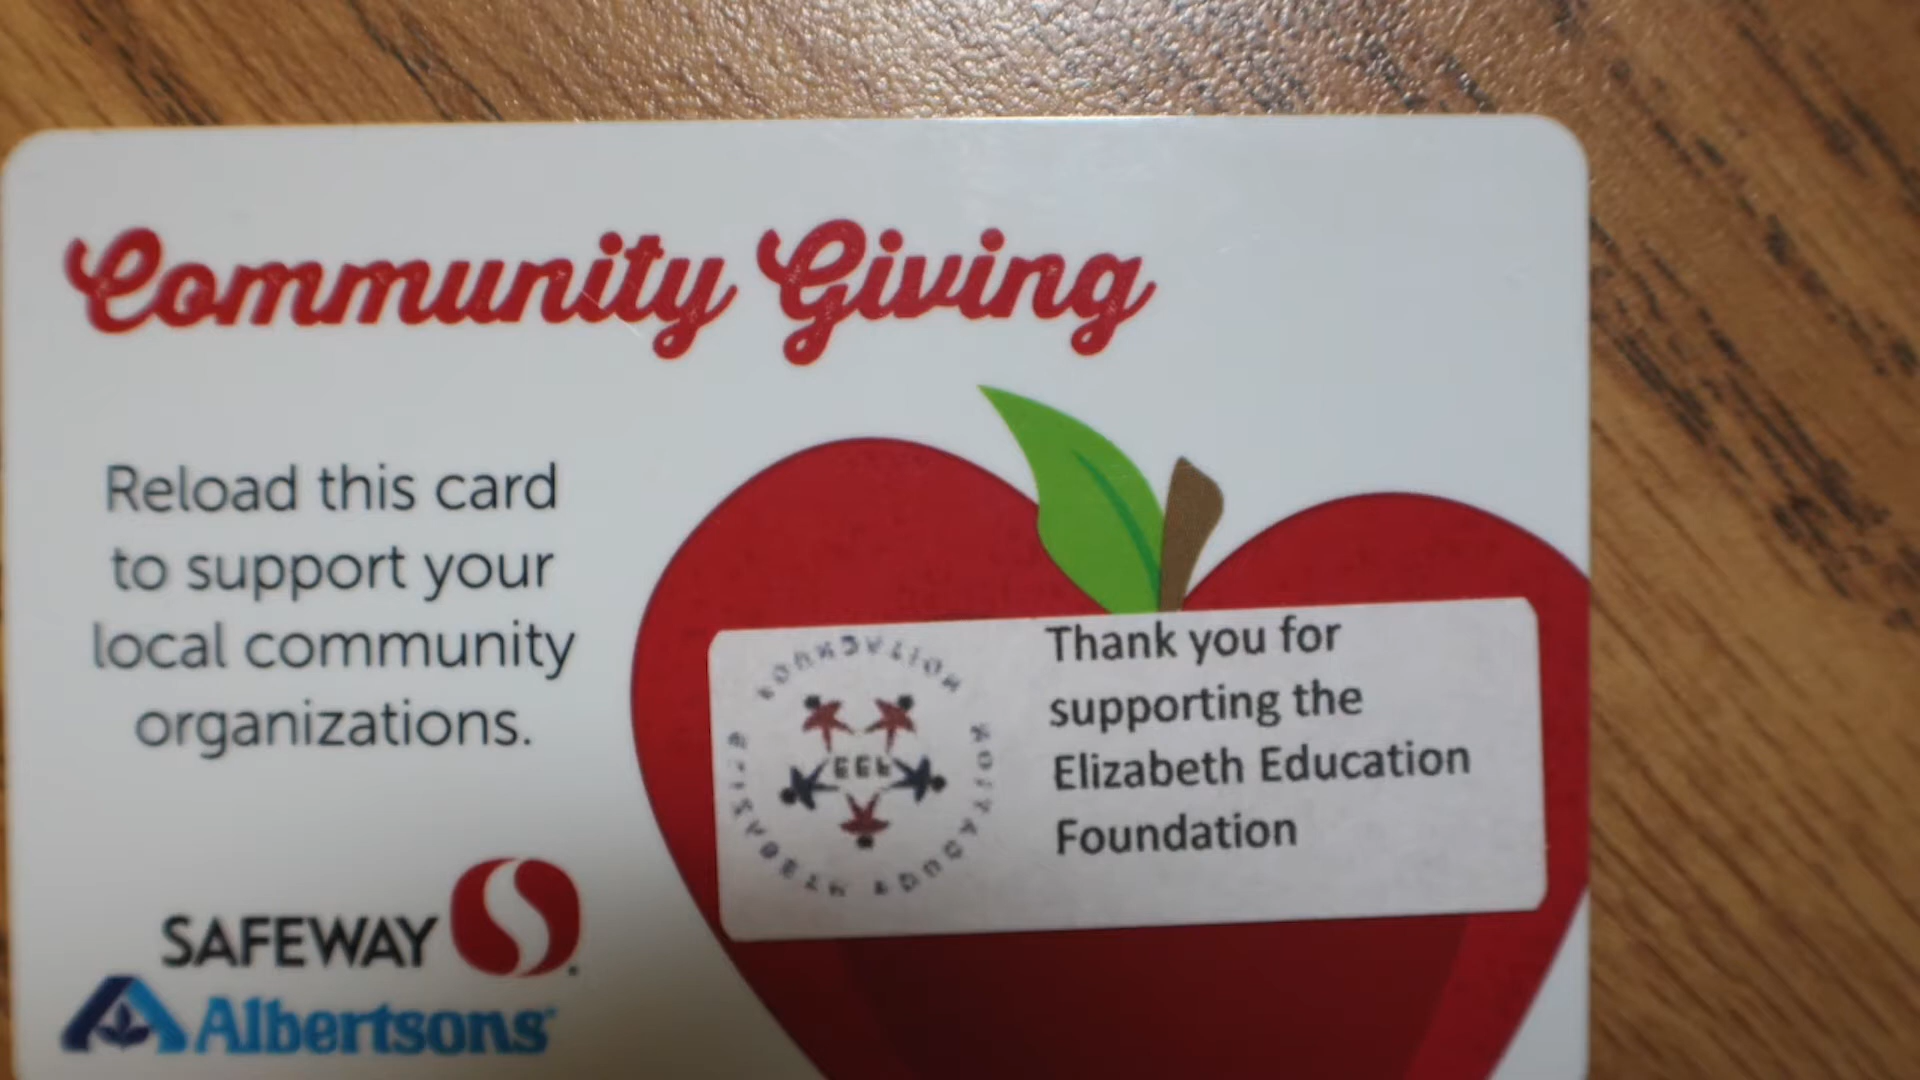 Community Giving
Reload this card
to support your
local community
organizations.
Thank you for
supporting the
Elizabeth Education
Foundation
EEF
SAFEWAY
Albertsons